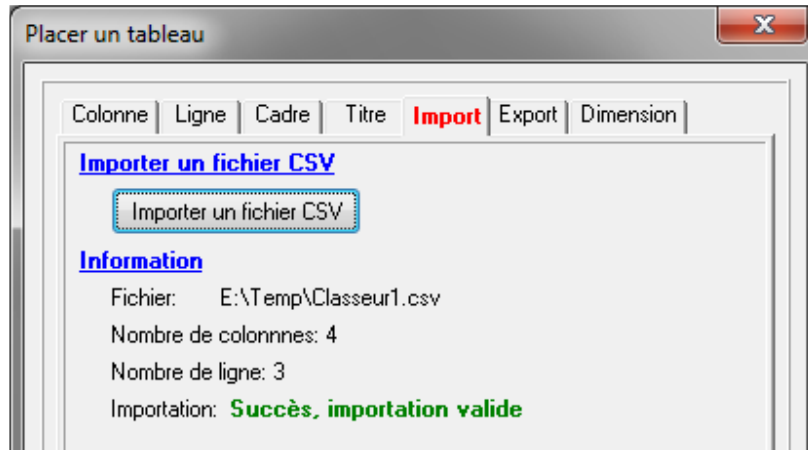 Placer un tableau
Colonne Ligne Cadre Titre Import Export Dimension
Importer un fichier CSV
Importer un fichier CSV
Information
Fichier: E:\Temp\Classeur1.csv
Nombre de colonnnes: 4
Nombre de ligne: 3
Importation: Succès, importation valide